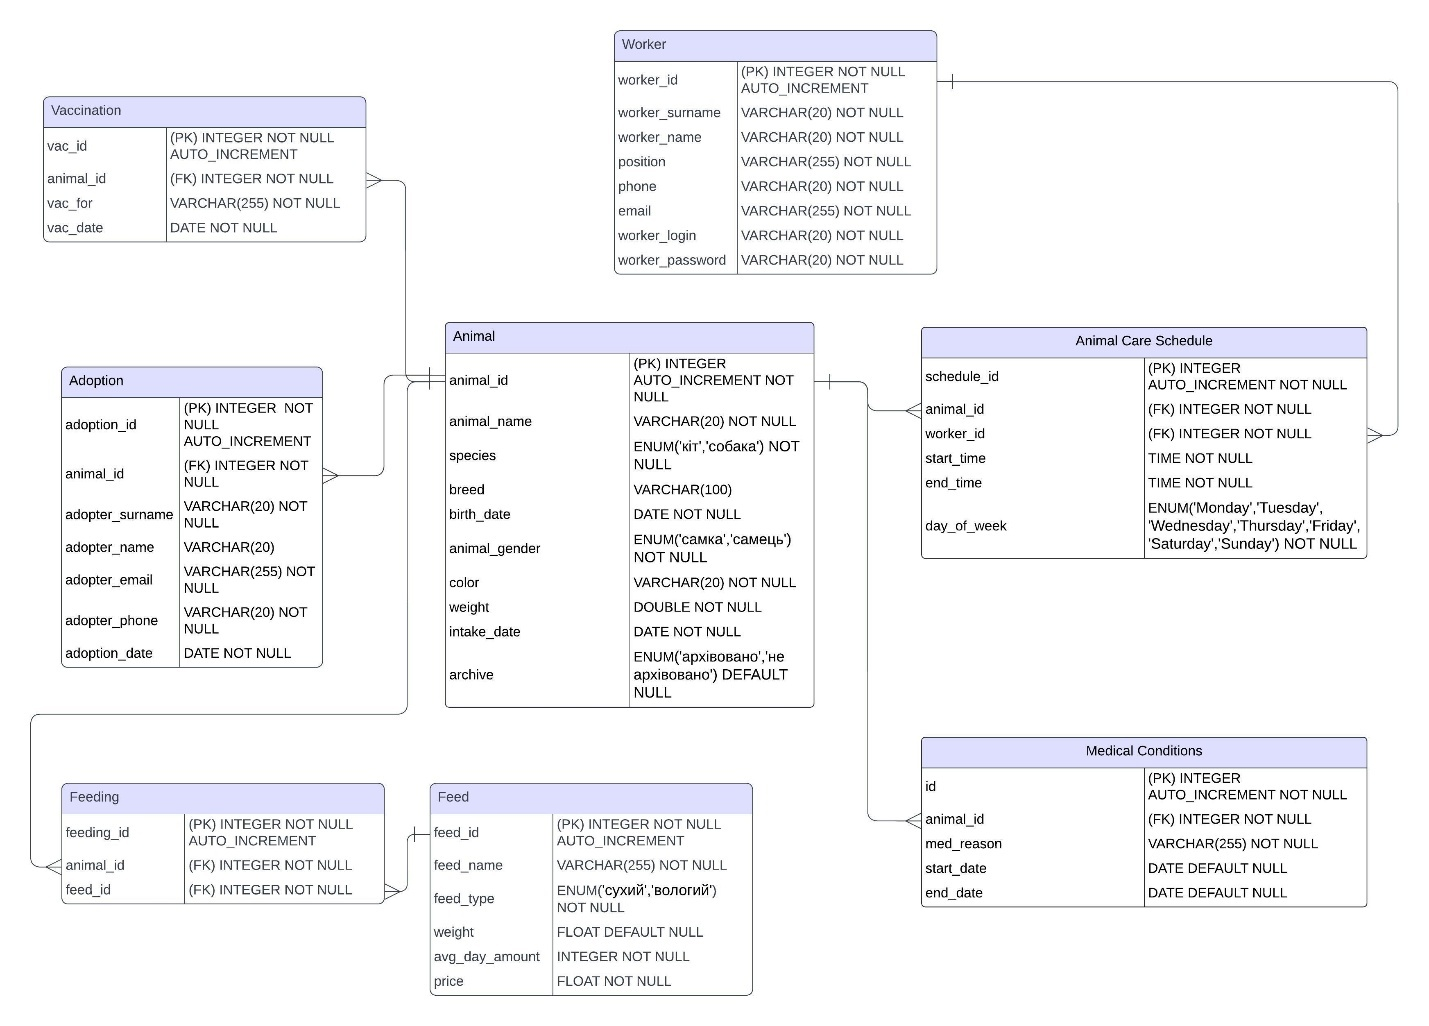 Worker
worker_id
(PK) INTEGER NOT NULL
AUTO_INCREMENT
worker_surname
VARCHAR(20) NOT NULL
worker_name
VARCHAR(20) NOT NULL
position
VARCHAR(255) NOT NULL
phone
VARCHAR(20) NOT NULL
email
VARCHAR(255) NOT NULL
worker_login
VARCHAR(20) NOT NULL
worker_password
VARCHAR(20) NOT NULL
Vaccination
vac_id
(PK) INTEGER NOT NULL
AUTO_INCREMENT
animal_id
(FK) INTEGER NOT NULL
vac_for
VARCHAR(255) NOT NULL
vac_date
DATE NOT NULL
Animal
animal_id
(PK) INTEGER
AUTO_INCREMENT NOT
NULL
animal_name
VARCHAR(20) NOT NULL
species
ENUM('кіт','собака') NOT
NULL
breed
VARCHAR(100)
birth_date
DATE NOT NULL
animal_gender
ENUM('самка','самець')
NOT NULL
color
VARCHAR(20) NOT NULL
weight
DOUBLE NOT NULL
intake_date
DATE NOT NULL
archive
ENUM('архівовано','не
архівовано') DEFAULT
NULL
Animal Care Schedule
schedule_id
(PK) INTEGER
AUTO_INCREMENT NOT NULL
animal_id
(FK) INTEGER NOT NULL
worker_id
(FK) INTEGER NOT NULL
start_time
TIME NOT NULL
end_time
TIME NOT NULL
day_of_week
ENUM('Monday','Tuesday',
'Wednesday','Thursday','Friday',
'Saturday','Sunday') NOT NULL
Adoption
adoption_id
(PK) INTEGER  NOT
NULL
AUTO_INCREMENT
animal_id
(FK) INTEGER NOT
NULL
adopter_surname
VARCHAR(20) NOT
NULL
adopter_name
VARCHAR(20)
adopter_email
VARCHAR(255) NOT
NULL
adopter_phone
VARCHAR(20) NOT
NULL
adoption_date
DATE NOT NULL
Medical Conditions
id
(PK) INTEGER
AUTO_INCREMENT NOT NULL
animal_id
(FK) INTEGER NOT NULL
med_reason
VARCHAR(255) NOT NULL
start_date
DATE DEFAULT NULL
end_date
DATE DEFAULT NULL
Feeding
feeding_id
(PK) INTEGER NOT NULL
AUTO_INCREMENT
animal_id
(FK) INTEGER NOT NULL
feed_id
(FK) INTEGER NOT NULL
Feed
feed_id
(PK) INTEGER NOT NULL
AUTO_INCREMENT
feed_name
VARCHAR(255) NOT NULL
feed_type
ENUM('сухий','вологий')
NOT NULL
weight
FLOAT DEFAULT NULL
avg_day_amount
INTEGER NOT NULL
price
FLOAT NOT NULL